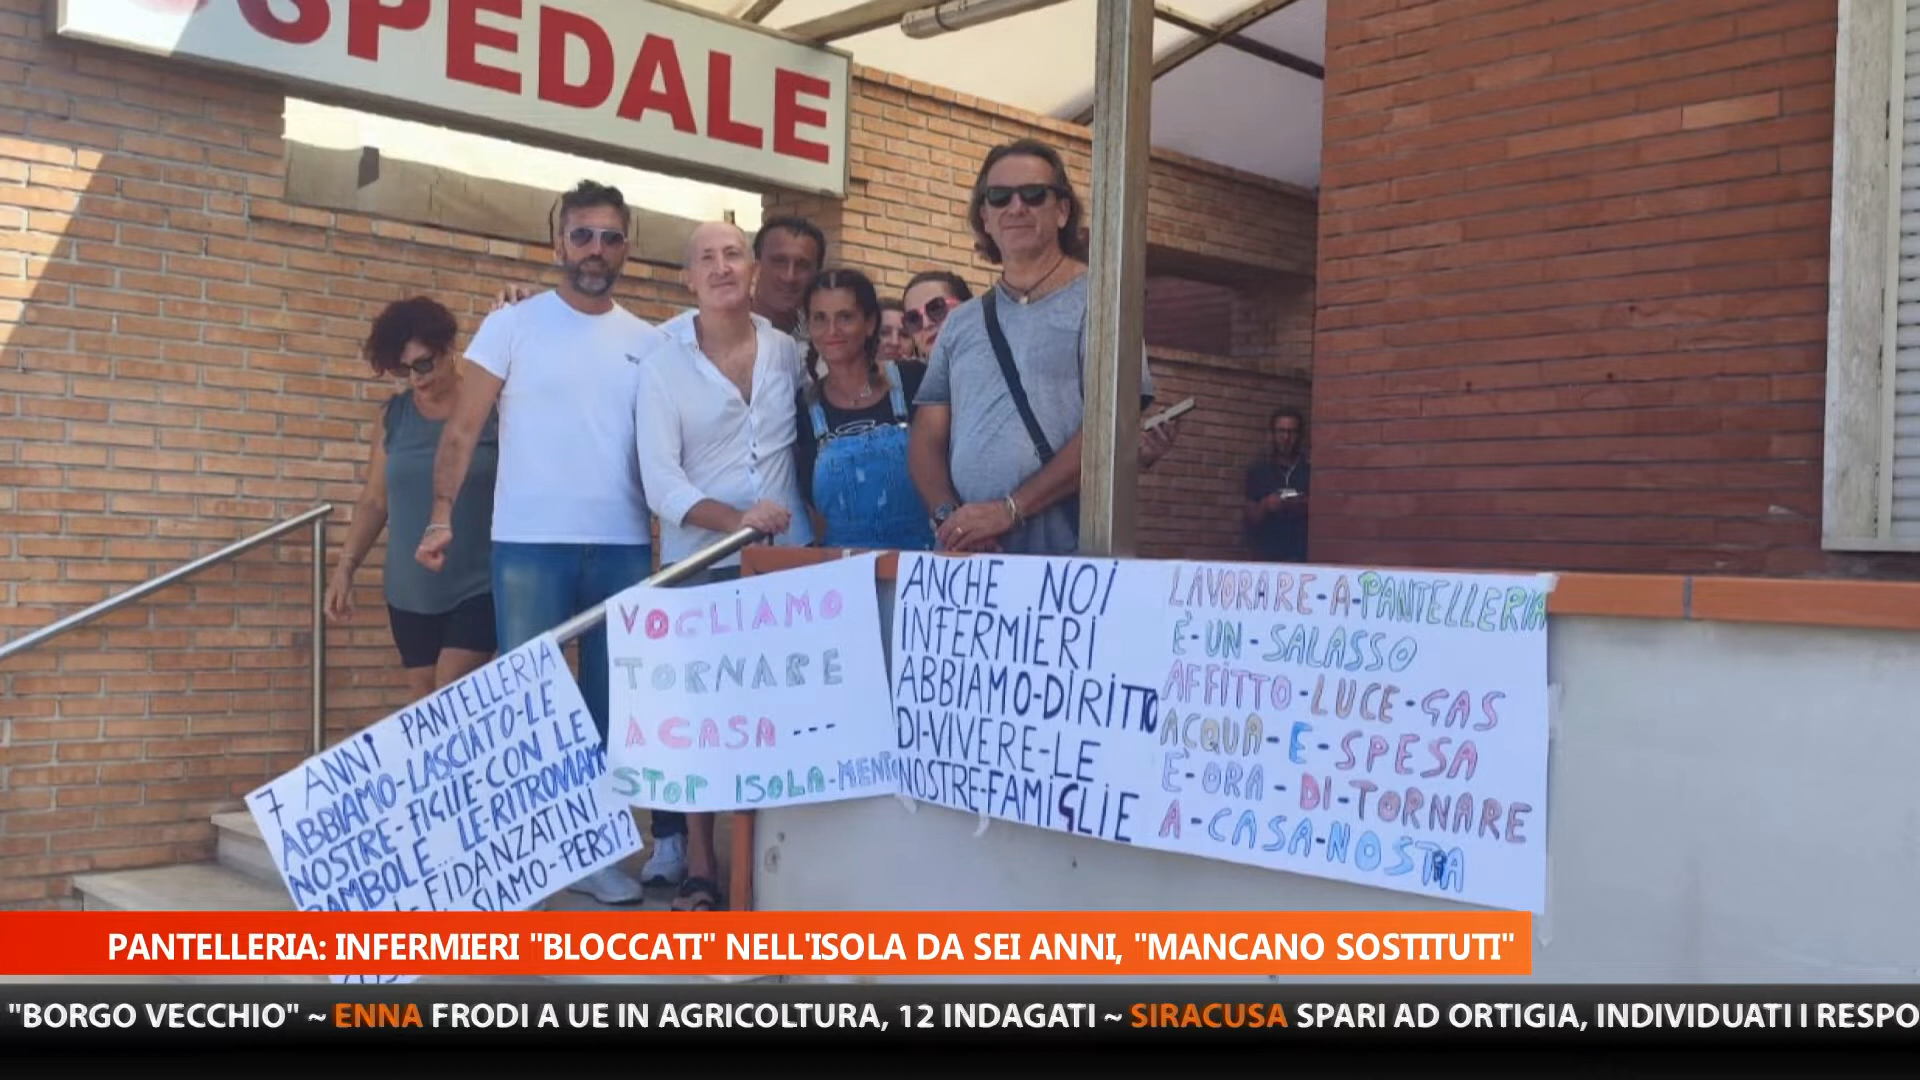 OSPEDALE
7 ANNI PANTELLERIA
ABBIAMO-LASCIATO-LE
NOSTRE-FIGLIE-CON LE
BAMBOLE... LE-RITROVIAMO
FIDANZATINI
SIAMO-PERSI?
VOGLIAMO
TORNARE
A CASA ---
STOP ISOLA-MENTO
ANCHE NOI
INFERMIERI
ABBIAMO-DIRITTO
DI-VIVERE-LE
NOSTRE-FAMIGLIE
LAVORARE-A-PANTELLERIA
È-UN-SALASSO
AFFITTO-LUCE-GAS
ACQUA-E-SPESA
E-ORA-DI-TORNARE
A-CASA-NOSTRA
PANTELLERIA: INFERMIERI "BLOCCATI" NELL'ISOLA DA SEI ANNI, "MANCANO SOSTITUTI"
"BORGO VECCHIO" ~ ENNA FRODI A UE IN AGRICOLTURA, 12 INDAGATI ~ SIRACUSA SPARI AD ORTIGIA, INDIVIDUATI I RESPO